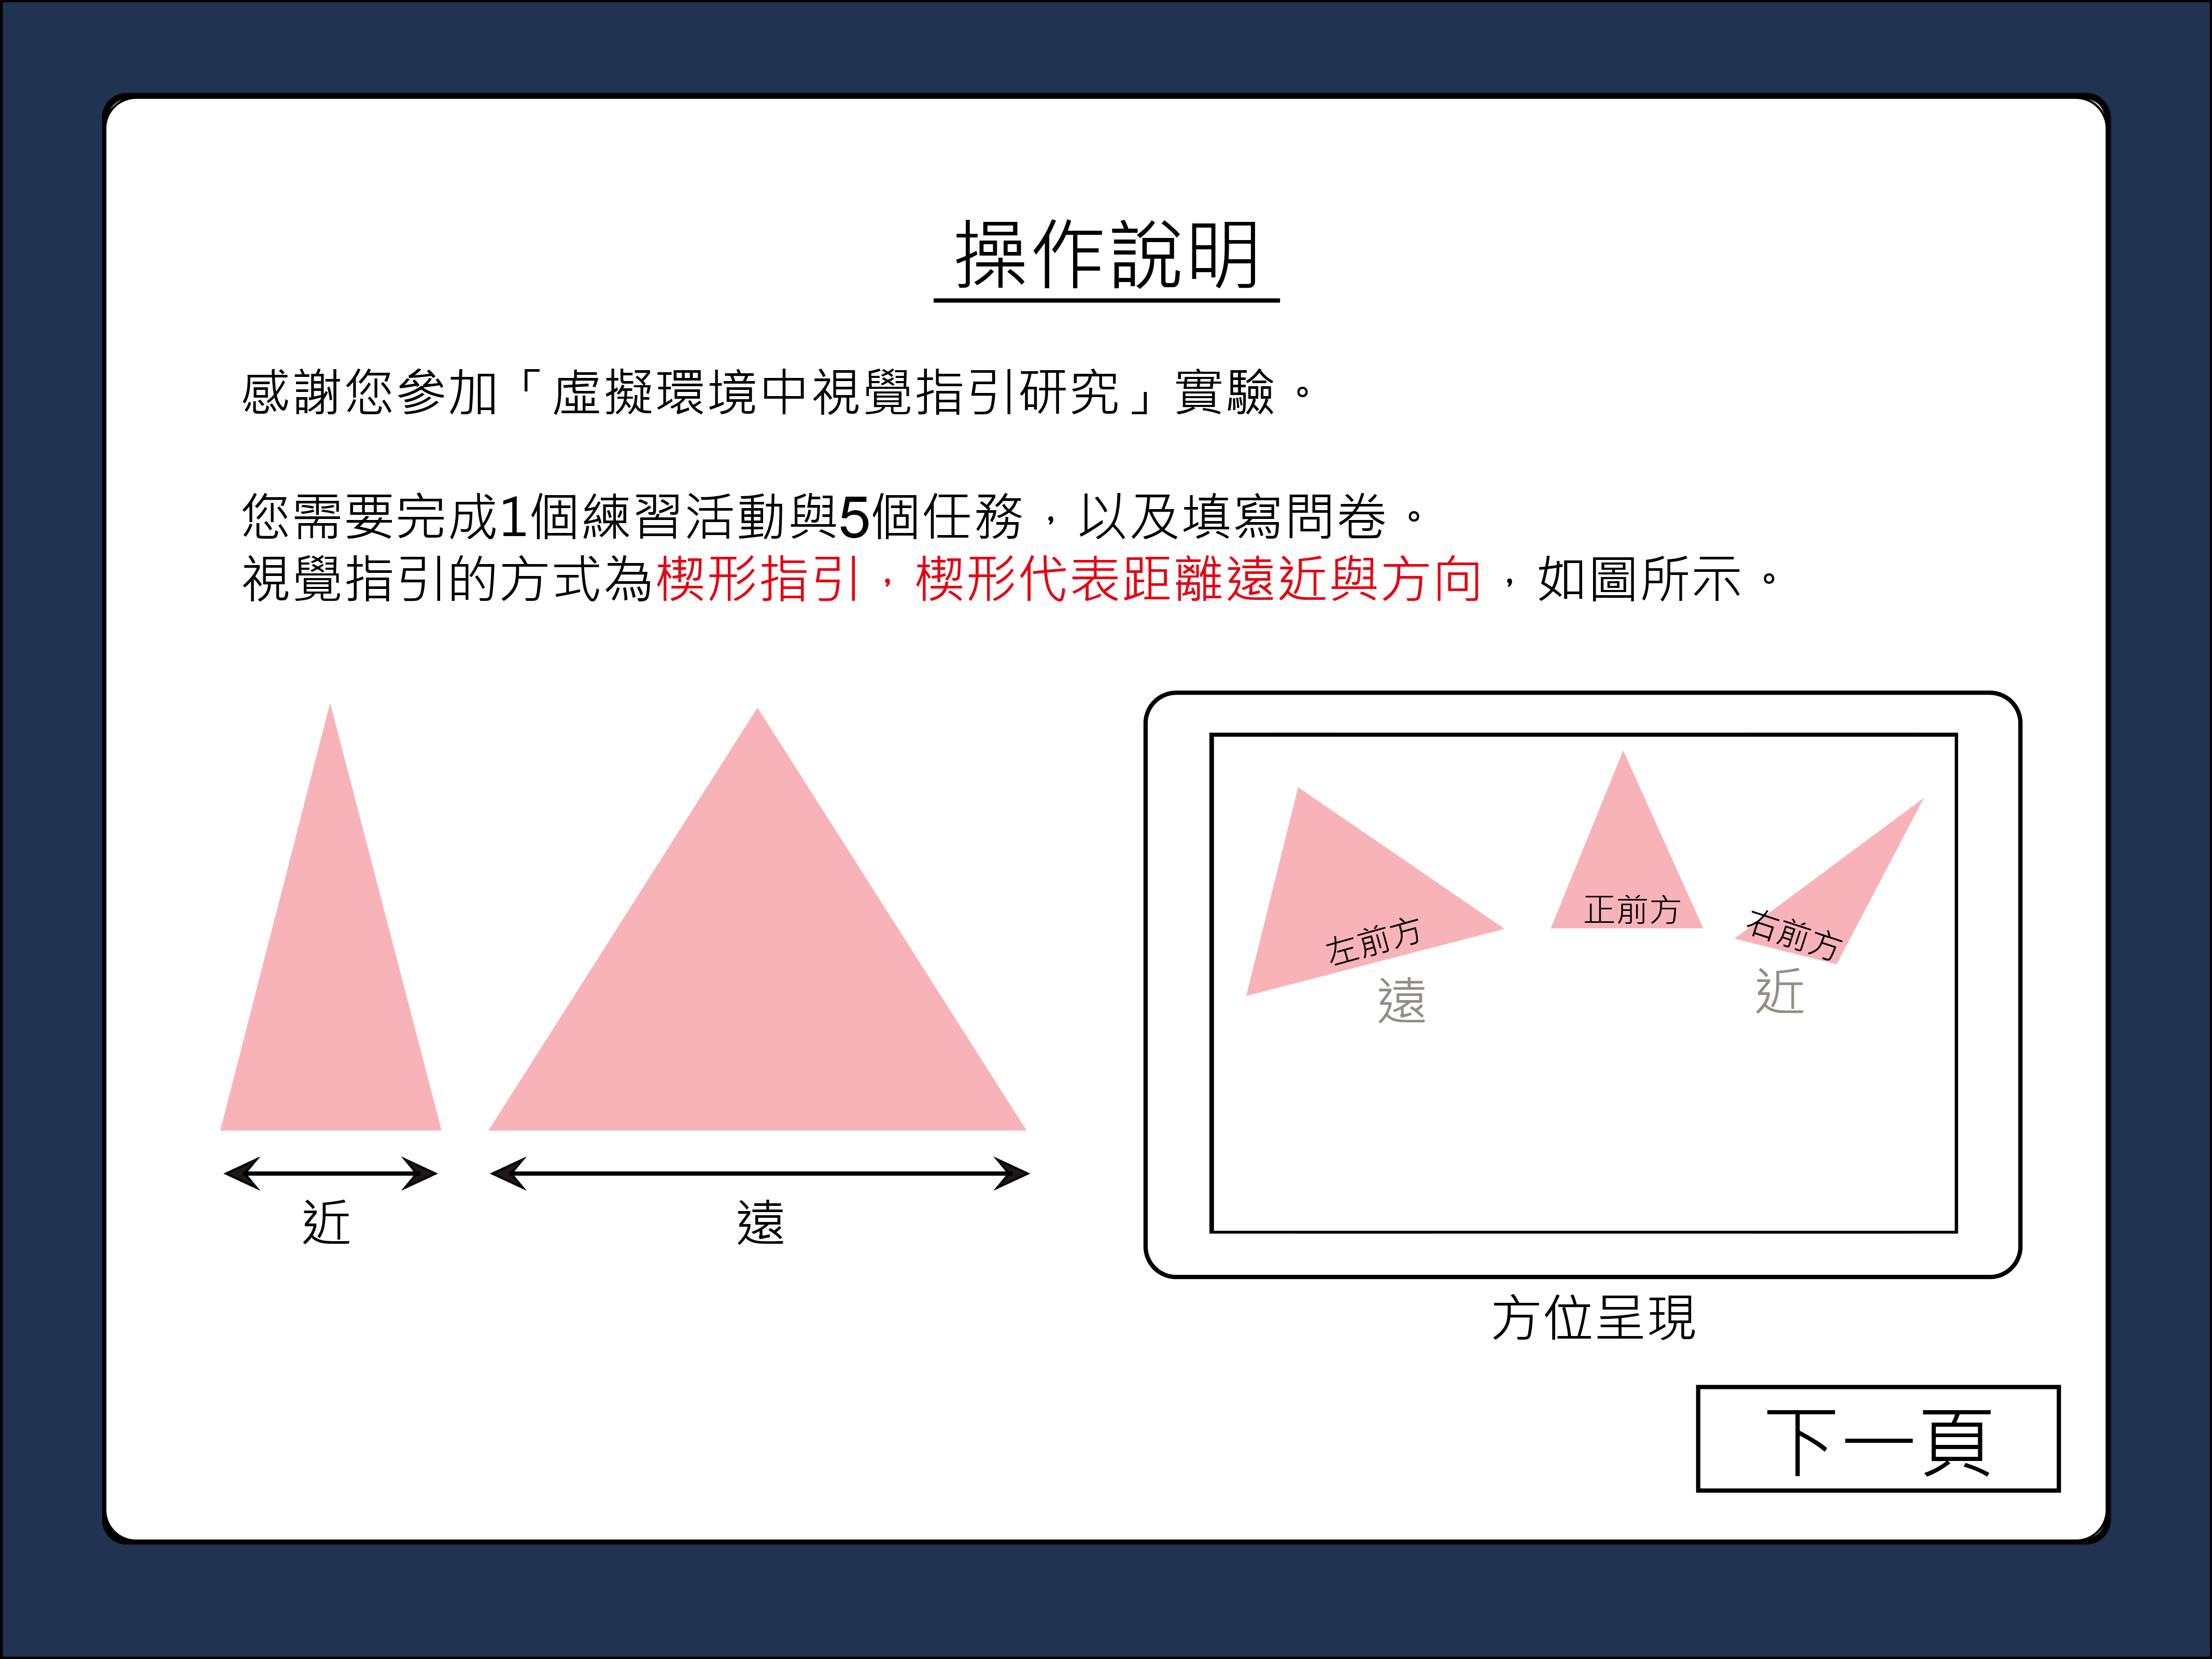 操作說明
感謝您參加「虛擬環境中視覺指引研究」實驗。
您需要完成1個練習活動與5個任務，以及填寫問卷。
視覺指引的方式為楔形指引，楔形代表距離遠近與方向，如圖所示。
左前方
正前方
右前方
遠
近
近
遠
方位呈現
下一頁